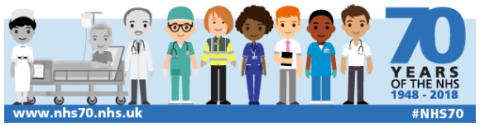 70
YEARS
OF THE NHS
1948 - 2018
www.nhs70.nhs.uk
#NHS70